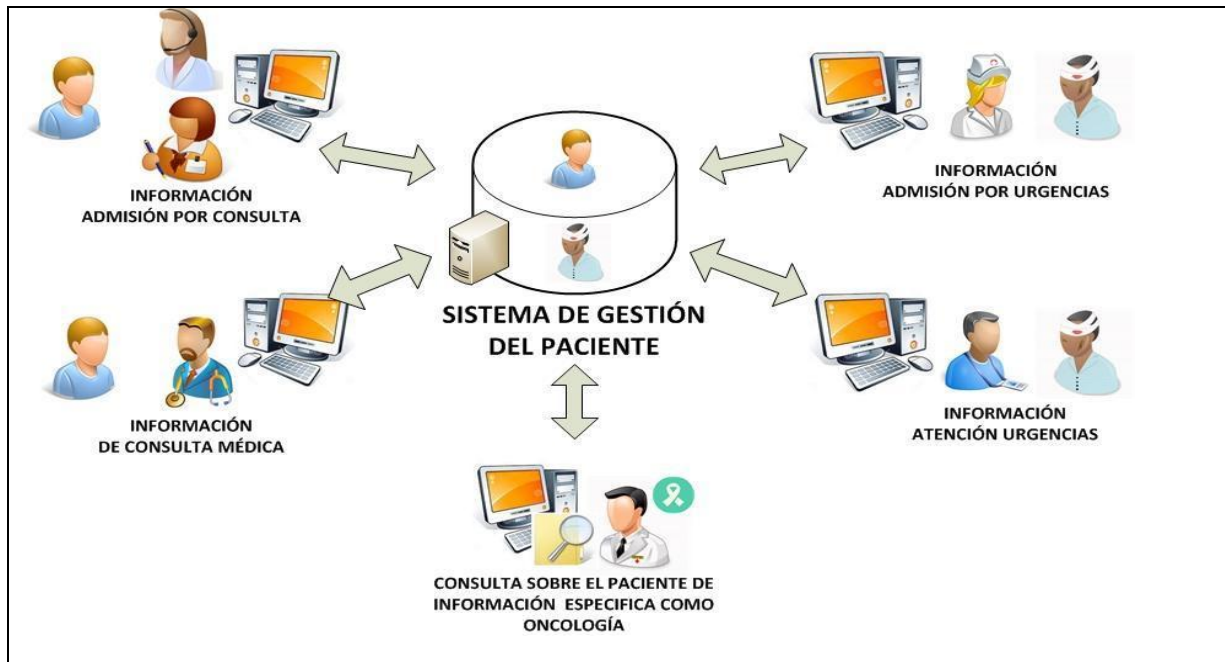 INFORMACIÓN
ADMISIÓN POR CONSULTA
INFORMACIÓN
ADMISIÓN POR URGENCIAS
SISTEMA DE GESTIÓN
DEL PACIENTE
INFORMACIÓN
DE CONSULTA MÉDICA
INFORMACIÓN
ATENCIÓN URGENCIAS
CONSULTA SOBRE EL PACIENTE DE
INFORMACIÓN ESPECIFICA COMO
ONCOLOGÍA